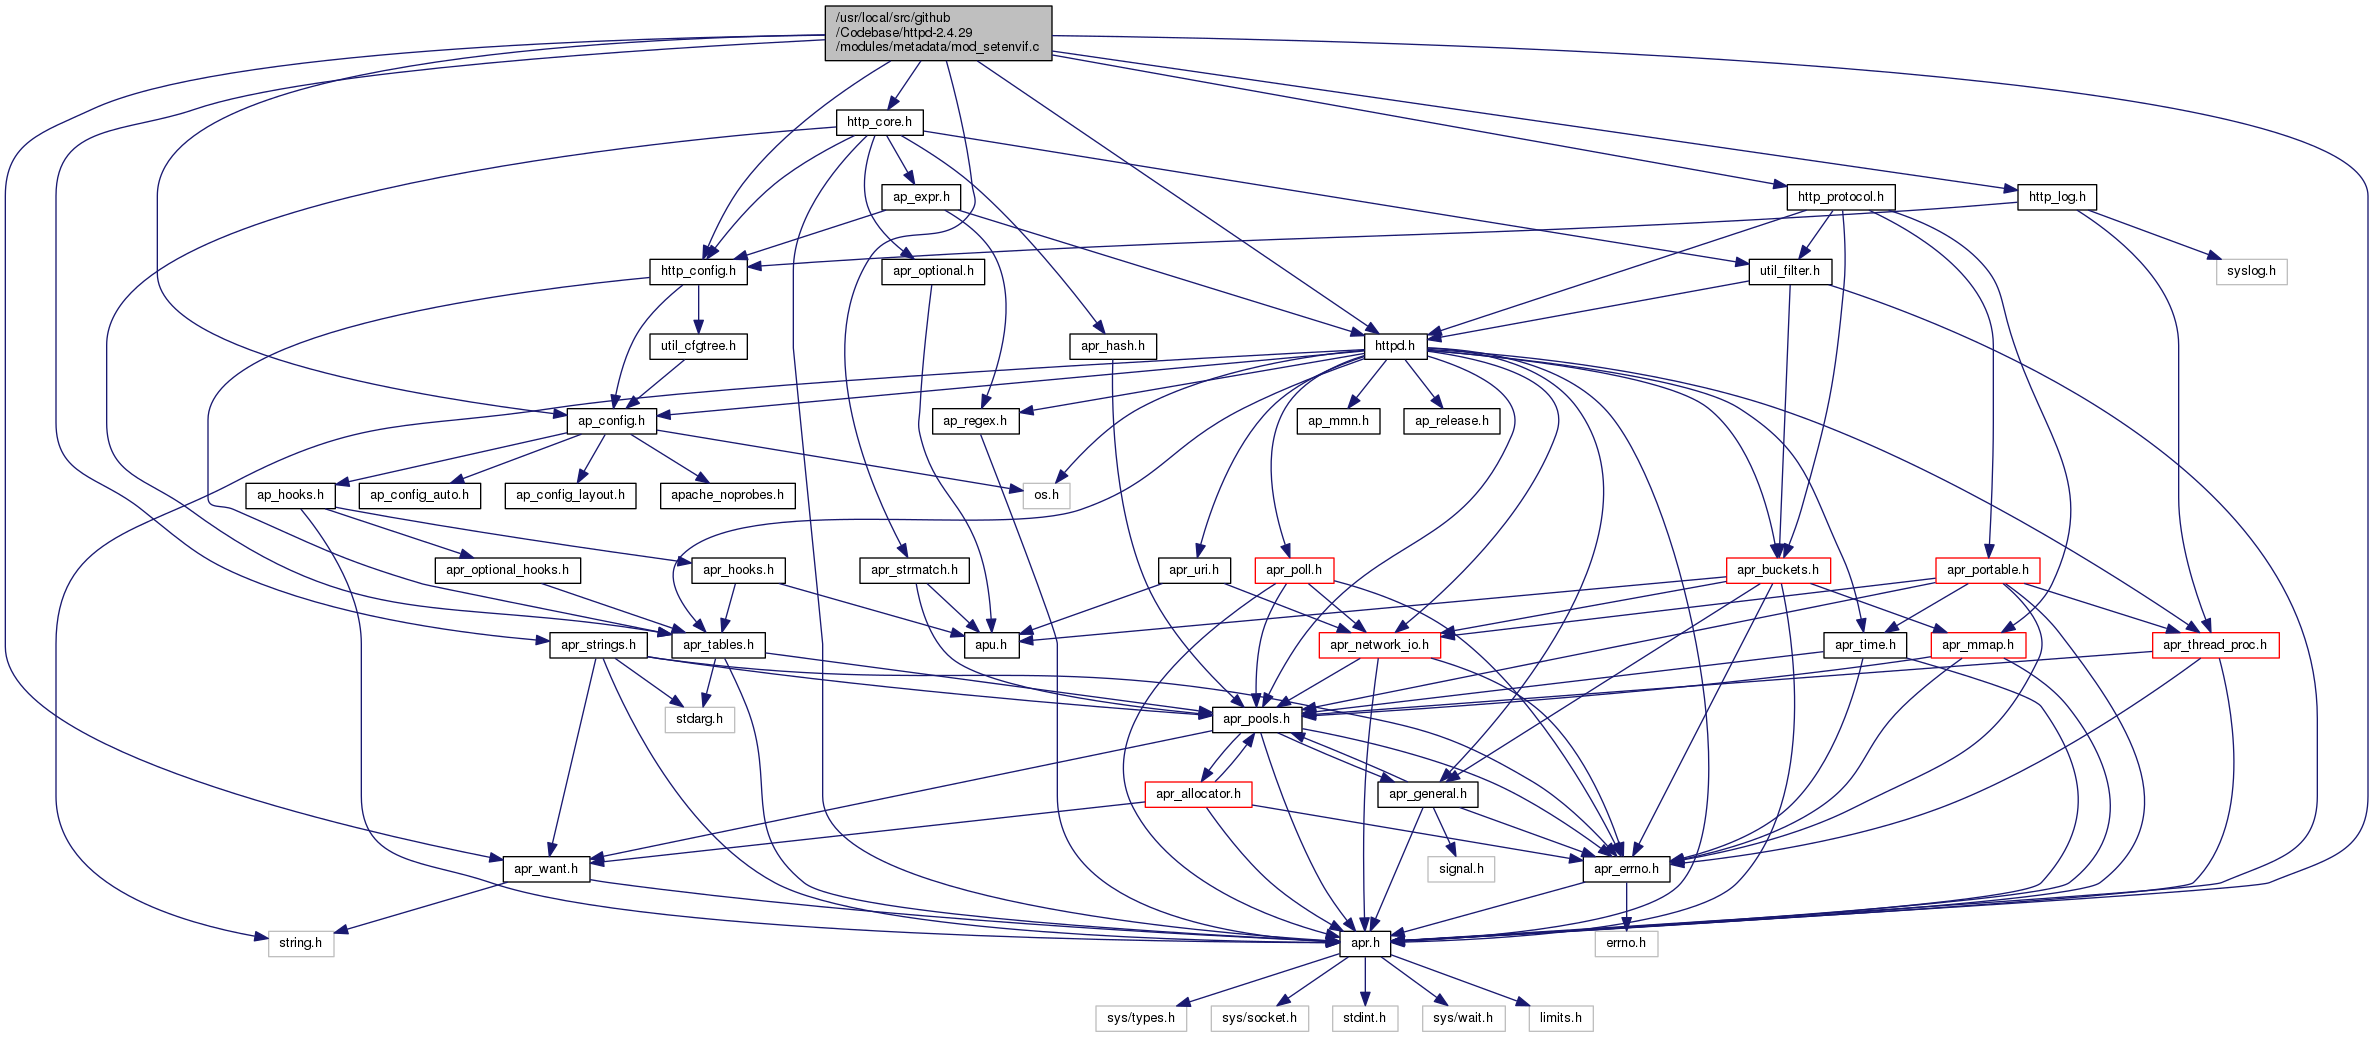 /usr/local/src/github
/Codebase/httpd-2.4.29
/modules/metadata/mod_setenvif.c
http_core.h
ap_expr.h
http_protocol.h
http_log.h
http_config.h
apr_optional.h
util_filter.h
syslog.h
util_cfgtree.h
apr_hash.h
httpd.h
ap_config.h
ap_regex.h
ap_mmn.h
ap_release.h
ap_hooks.h
ap_config_auto.h
ap_config_layout.h
apache_noprobes.h
os.h
apr_optional_hooks.h
apr_hooks.h
apr_strmatch.h
apr_uri.h
apr_poll.h
apr_buckets.h
apr_portable.h
apr_strings.h
apr_tables.h
apu.h
apr_network_io.h
apr_time.h
apr_mmap.h
apr_thread_proc.h
stdarg.h
apr_pools.h
apr_allocator.h
apr_general.h
apr_want.h
signal.h
apr_errno.h
string.h
apr.h
errno.h
sys/types.h
sys/socket.h
stdint.h
sys/wait.h
limits.h